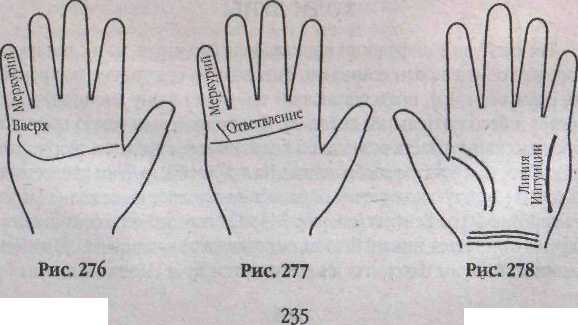 Меркурий
Вверх
Рис. 276
Меркурий
Ответвление
Рис. 277
Линия
Интуиции
Рис. 278
235